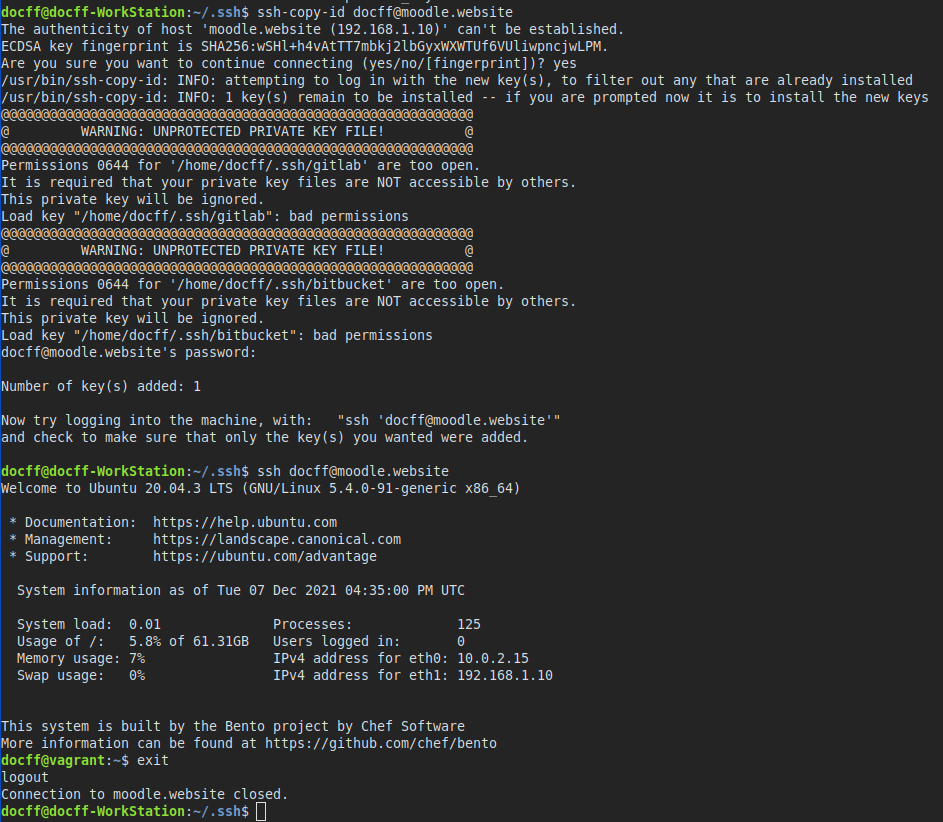 docff@docff-WorkStation:~/.ssh$ ssh-copy-id docff@moodle.website
The authenticity of host 'moodle.website (192.168.1.10)' can't be established.
ECDSA key fingerprint is SHA256:wSHl+h4vAtTT7mbkj2lbGyxWXWTUf6VUliwpncjwLPM.
Are you sure you want to continue connecting (yes/no/[fingerprint])? yes
/usr/bin/ssh-copy-id: INFO: attempting to log in with the new key(s), to filter out any that are already installed
/usr/bin/ssh-copy-id: INFO: 1 key(s) remain to be installed -- if you are prompted now it is to install the new keys
@@@@@@@@@@@@@@@@@@@@@@@@@@@@@@@@@@@@@@@@@@@@@@@@@@@@@@@@@@@
@         WARNING: UNPROTECTED PRIVATE KEY FILE!          @
@@@@@@@@@@@@@@@@@@@@@@@@@@@@@@@@@@@@@@@@@@@@@@@@@@@@@@@@@@@
Permissions 0644 for '/home/docff/.ssh/gitlab' are too open.
It is required that your private key files are NOT accessible by others.
This private key will be ignored.
Load key "/home/docff/.ssh/gitlab": bad permissions
@@@@@@@@@@@@@@@@@@@@@@@@@@@@@@@@@@@@@@@@@@@@@@@@@@@@@@@@@@@
@         WARNING: UNPROTECTED PRIVATE KEY FILE!          @
@@@@@@@@@@@@@@@@@@@@@@@@@@@@@@@@@@@@@@@@@@@@@@@@@@@@@@@@@@@
Permissions 0644 for '/home/docff/.ssh/bitbucket' are too open.
It is required that your private key files are NOT accessible by others.
This private key will be ignored.
Load key "/home/docff/.ssh/bitbucket": bad permissions
docff@moodle.website's password:
Number of key(s) added: 1
Now try logging into the machine, with:   "ssh 'docff@moodle.website'"
and check to make sure that only the key(s) you wanted were added.
docff@docff-WorkStation:~/.ssh$ ssh docff@moodle.website
Welcome to Ubuntu 20.04.3 LTS (GNU/Linux 5.4.0-91-generic x86_64)
 * Documentation:  https://help.ubuntu.com
 * Management:     https://landscape.canonical.com
 * Support:        https://ubuntu.com/advantage
  System information as of Tue 07 Dec 2021 04:35:00 PM UTC
  System load:  0.01              Processes:             125
  Usage of /:   5.8% of 61.31GB   Users logged in:       0
  Memory usage: 7%                IPv4 address for eth0: 10.0.2.15
  Swap usage:   0%                IPv4 address for eth1: 192.168.1.10
This system is built by the Bento project by Chef Software
More information can be found at https://github.com/chef/bento
docff@vagrant:~$ exit
logout
Connection to moodle.website closed.
docff@docff-WorkStation:~/.ssh$